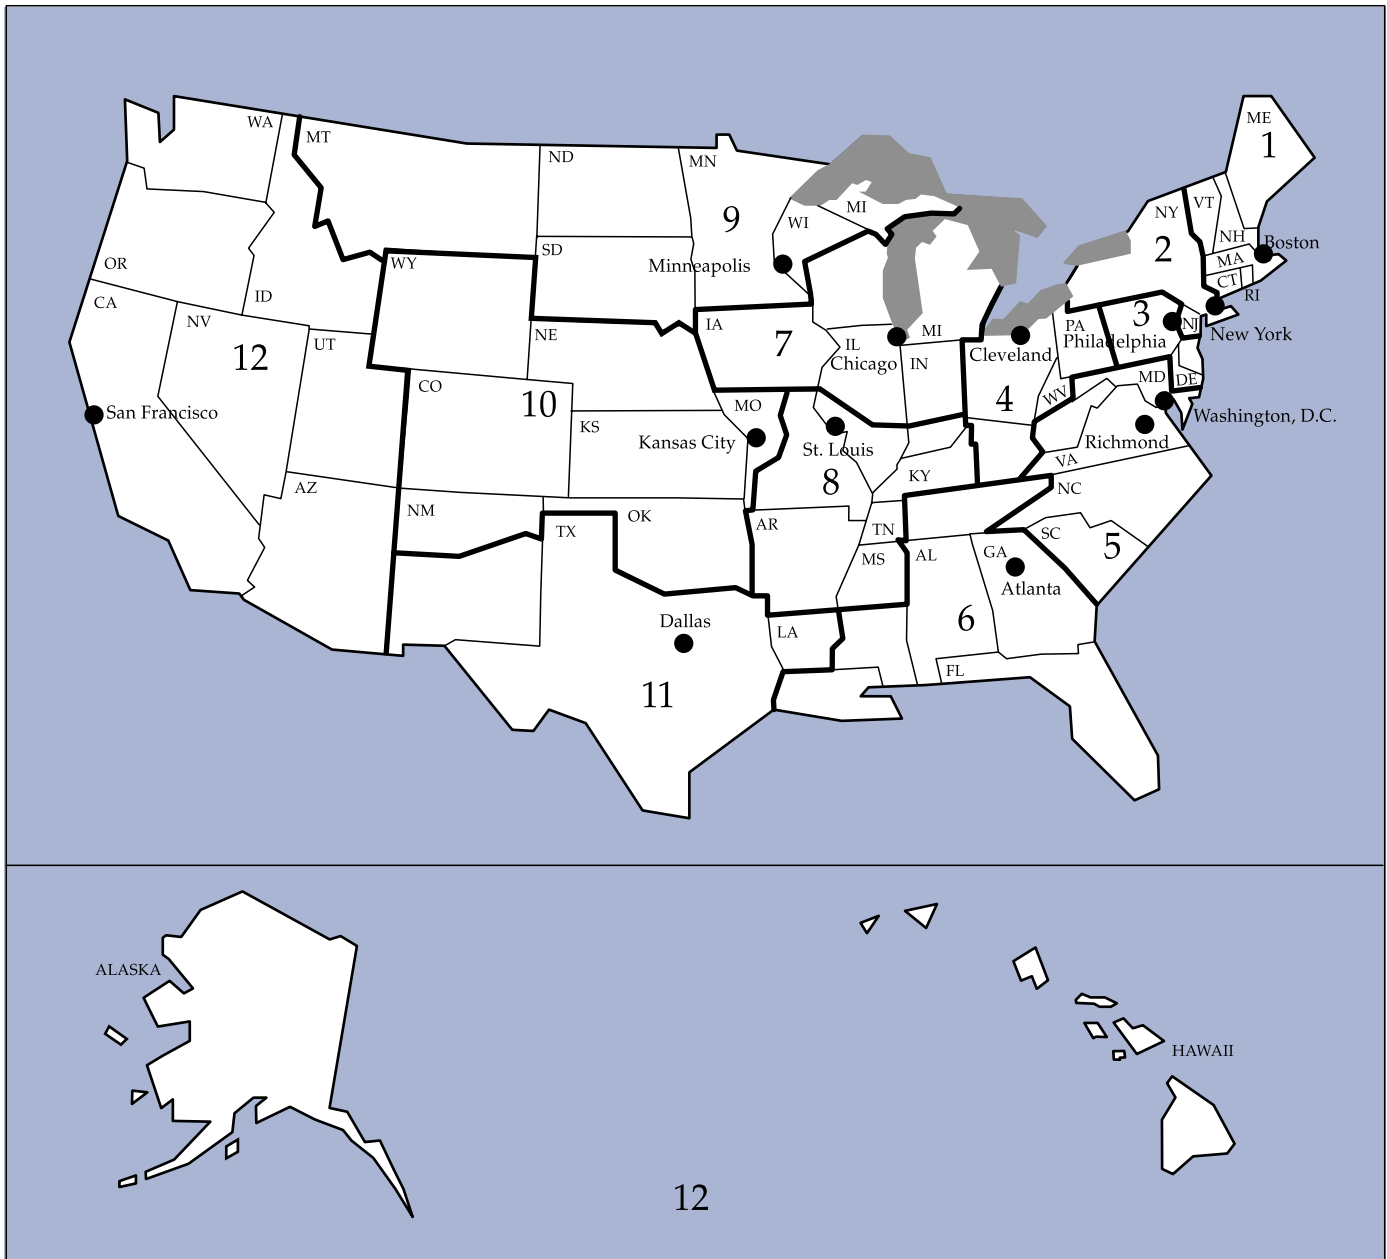 ME
1
WA
MT
ND
MN
MI
WI
9
NY
VT
2
NH
Boston
MA
CT
RI
OR
WY
SD
Minneapolis
ID
CA
NV
UT
NE
IA
7
IL
Chicago
MI
IN
Cleveland
PA
3
Philadelphia
NJ
New York
12
10
CO
KS
MO
Kansas City
St. Louis
8
KY
4
WV
MD
DE
Washington, D.C.
Richmond
VA
San Francisco
AZ
NM
TX
OK
AR
TN
MS
AL
GA
Atlanta
NC
SC
5
6
Dallas
LA
FL
11
ALASKA
HAWAII
12